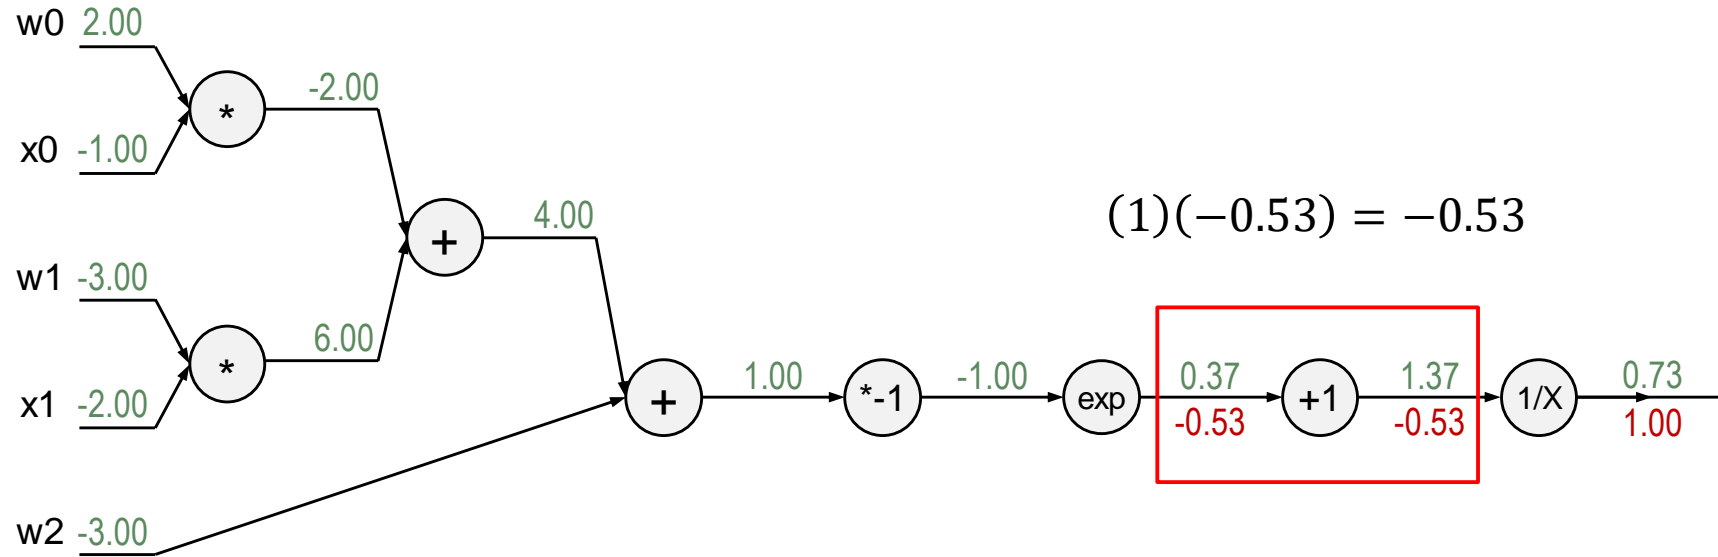 w0 2.00
* -2.00
x0 -1.00
+ 4.00
(1)(−0.53) = −0.53
w1 -3.00
* 6.00
x1 -2.00
+ 1.00 *-1 -1.00 exp 0.37 +1 1.37 1/X 0.73
-0.53 -0.53 1.00
w2 -3.00